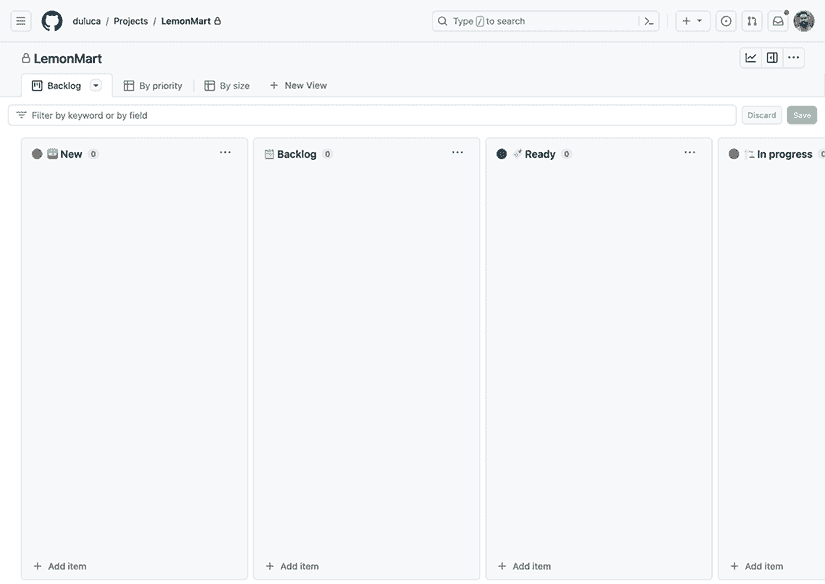 duluca / Projects / LemonMart
Type / to search
LemonMart
Backlog By priority By size New View
Filter by keyword or by field Discard Save
New 0 Backlog 0 Ready 0 In progress
Add item Add item Add item Add item